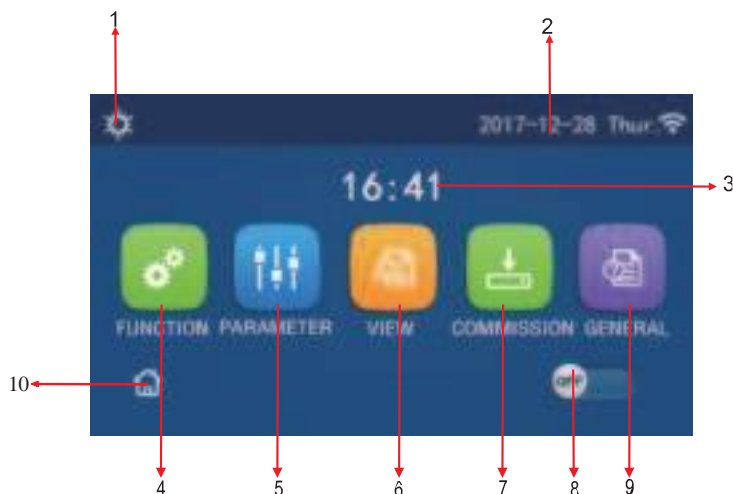 1
2
2017-12-28 Thur
16:41
3
FUNCTION PARAMETER VIEW COMMISSION GENERAL
10
OFF
4 5 6 7 8 9